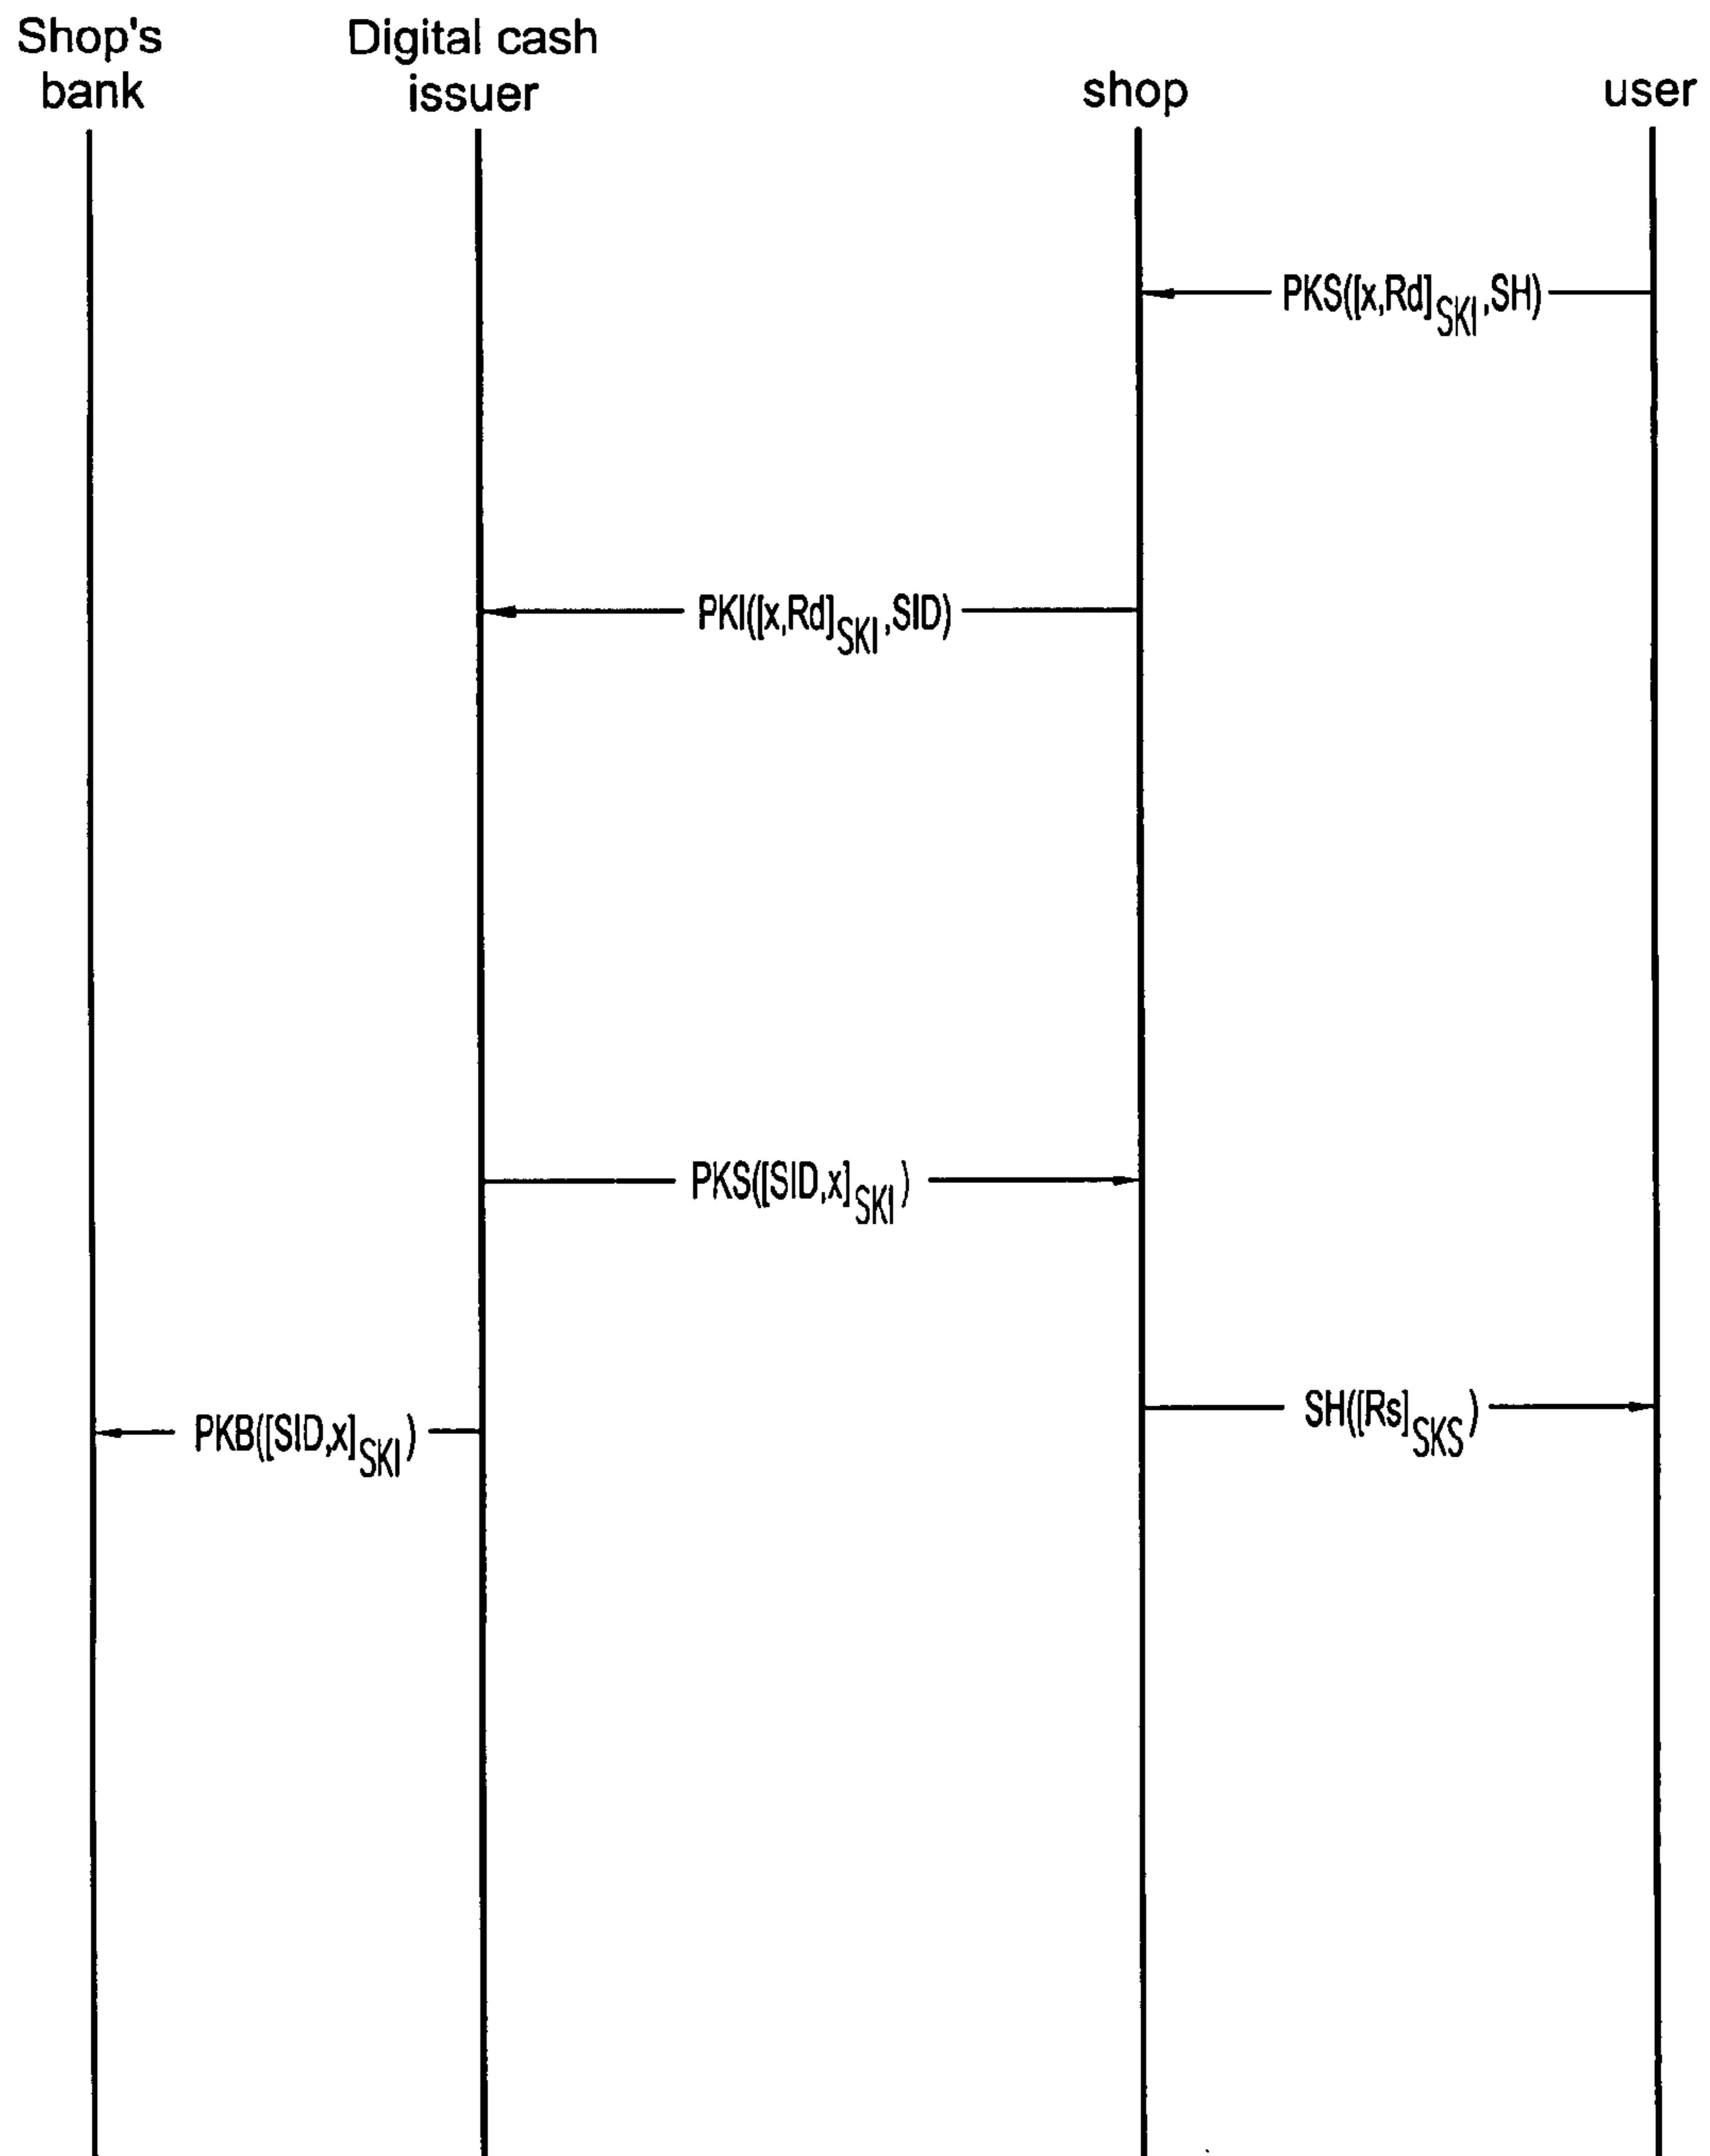 Shop's
bank
Digital cash
issuer
shop
user
PKS([x,Rd]SKI,SH)
PKI([x,Rd]SKI,SID)
PKS([SID,x]SKI)
SH([Rs]SKS)
PKB([SID,x]SKI)